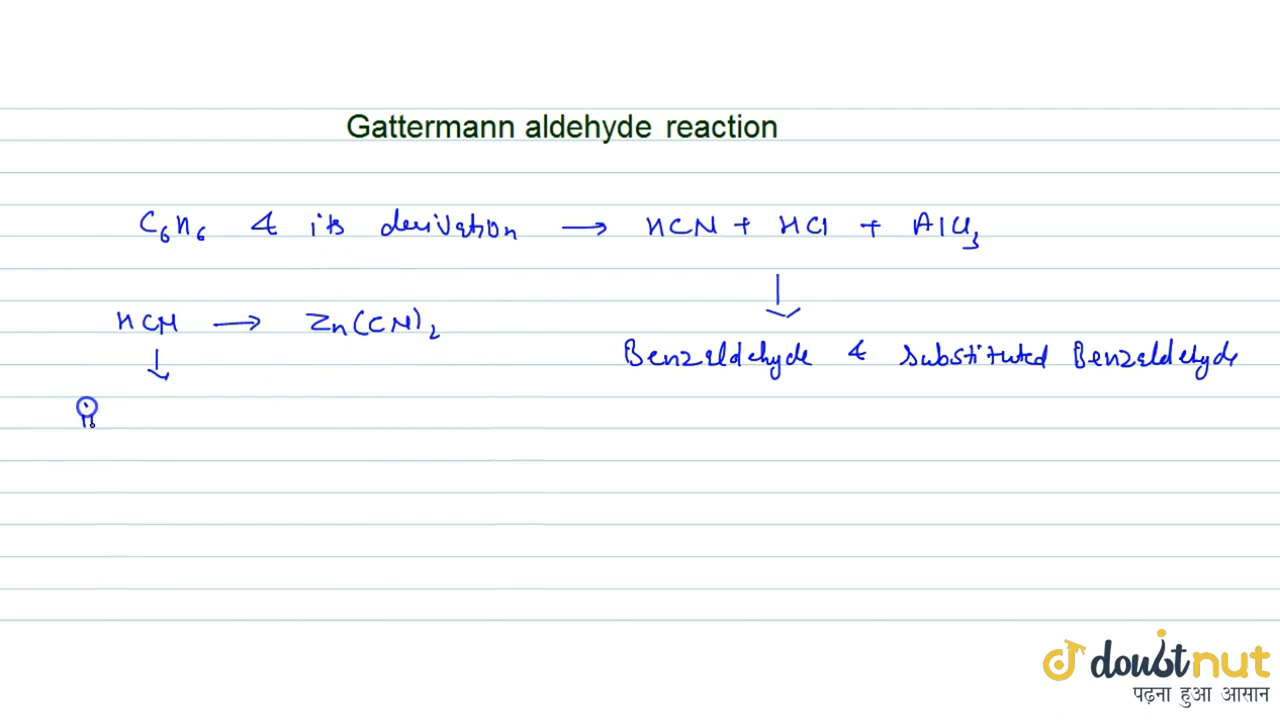 Gattermann aldehyde reaction
C₆H₆ & its derivation → HCN + HCl + AlCl₃
↓
HCN → Zn(CN)₂
↓
Benzaldehyde & substituted Benzaldehyde
doubtnut
पढ़ना हुआ आसान